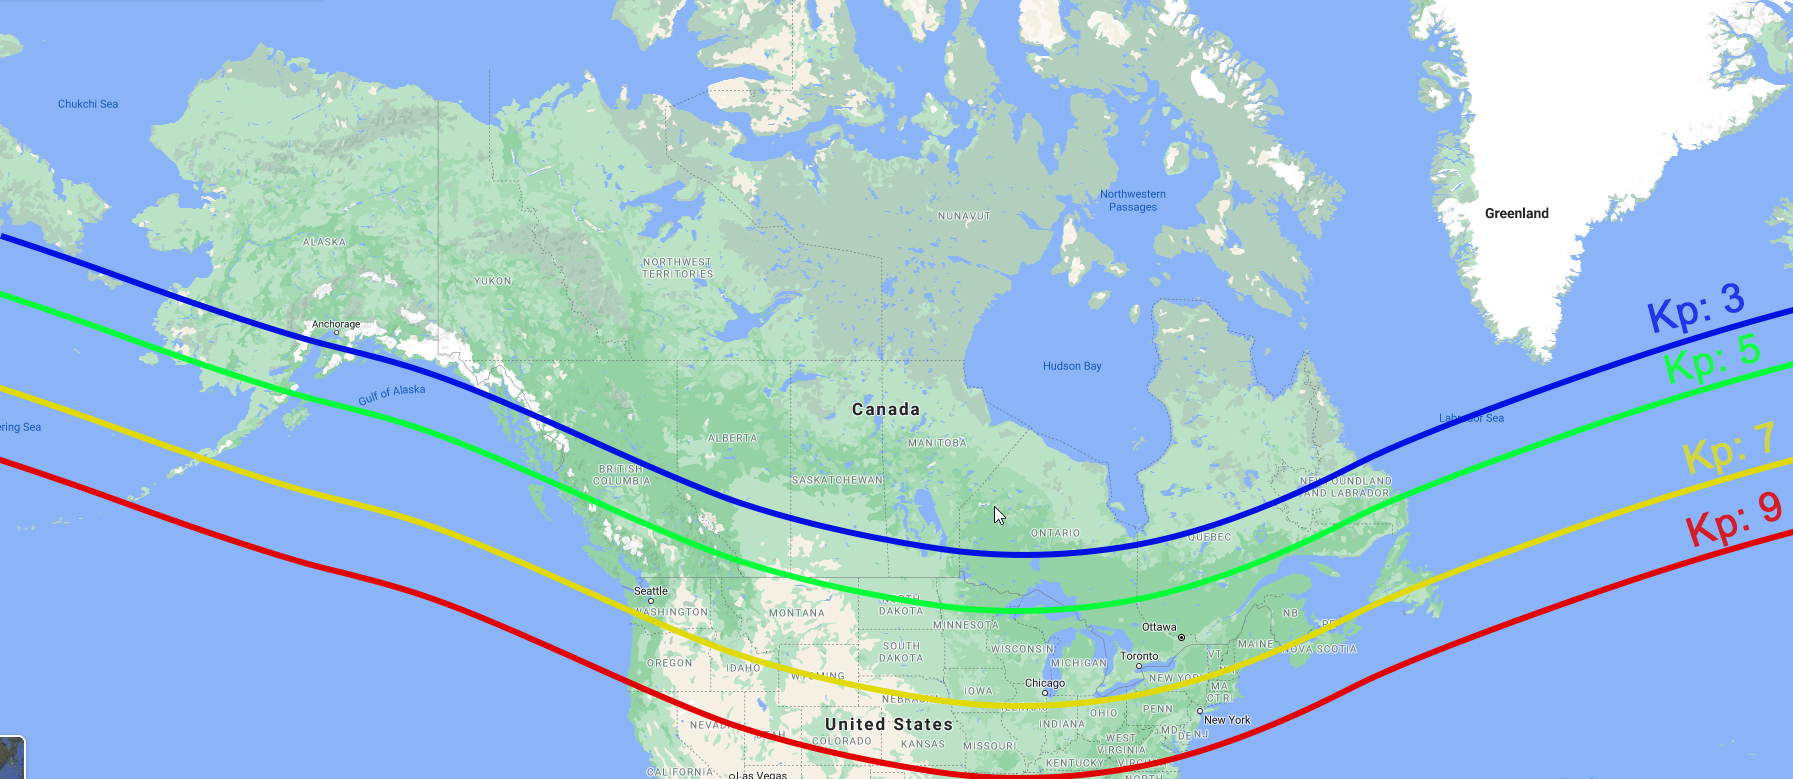 Chukchi Sea
Northwestern
Passages
Greenland
NUNAVUT
ALASKA
NORTHWEST
TERRITORIES
YUKON
Kp: 3
Anchorage
Kp: 5
Hudson Bay
Gulf of Alaska
Canada
Labrador Sea
ering Sea
ALBERTA
MANITOBA
Kp: 7
BRITISH
COLUMBIA
SASKATCHEWAN
NEWFOUNDLAND
AND LABRADOR
Kp: 9
ONTARIO
QUEBEC
Seattle
WASHINGTON
MONTANA
NORTH
DAKOTA
NB
PE
MINNESOTA
Ottawa
NOVA SCOTIA
MAINE
VT
SOUTH
DAKOTA
WISCONSIN
MICHIGAN
Toronto
OREGON
IDAHO
WYOMING
NEW YORK
Chicago
MA
CT RI
IOWA
NEBRASKA
ILLINOIS
OHIO
PENN
New York
NEVADA
UTAH
United States
INDIANA
MD
DE
NJ
COLORADO
KANSAS
MISSOURI
WEST
VIRGINIA
KENTUCKY
VIRGINIA
CALIFORNIA
Las Vegas
NORTH